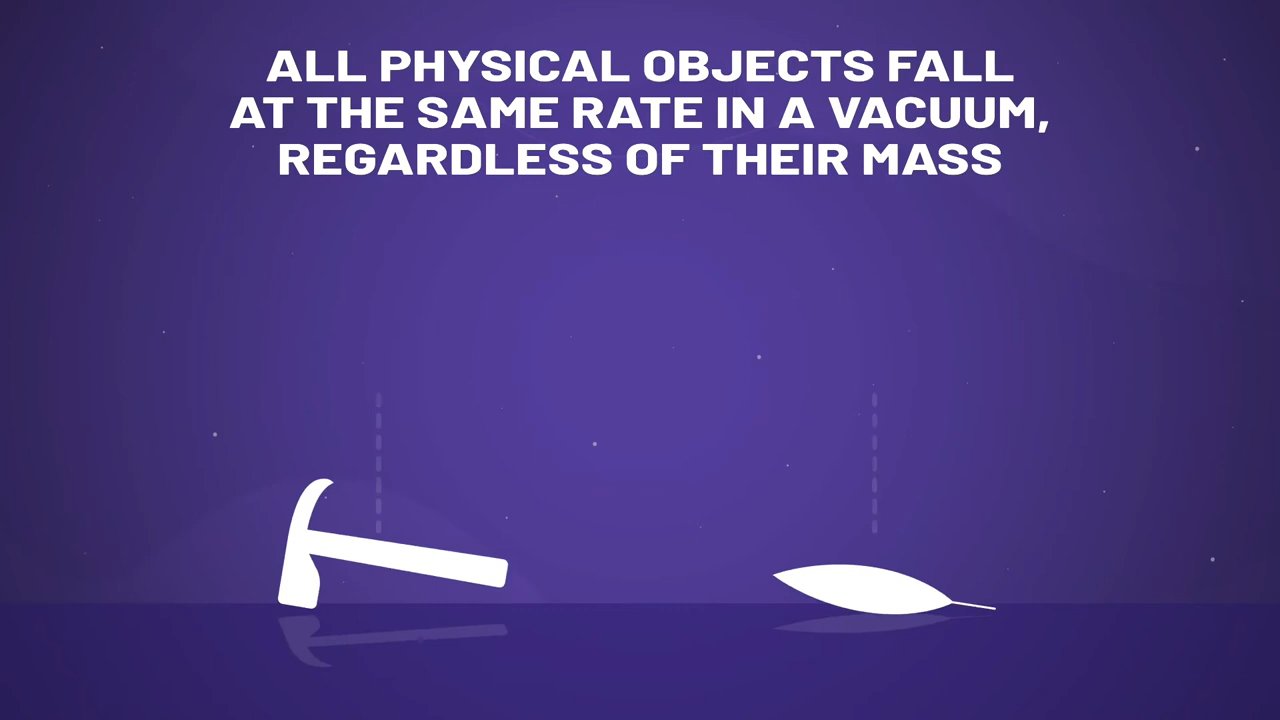 ALL PHYSICAL OBJECTS FALL
AT THE SAME RATE IN A VACUUM,
REGARDLESS OF THEIR MASS